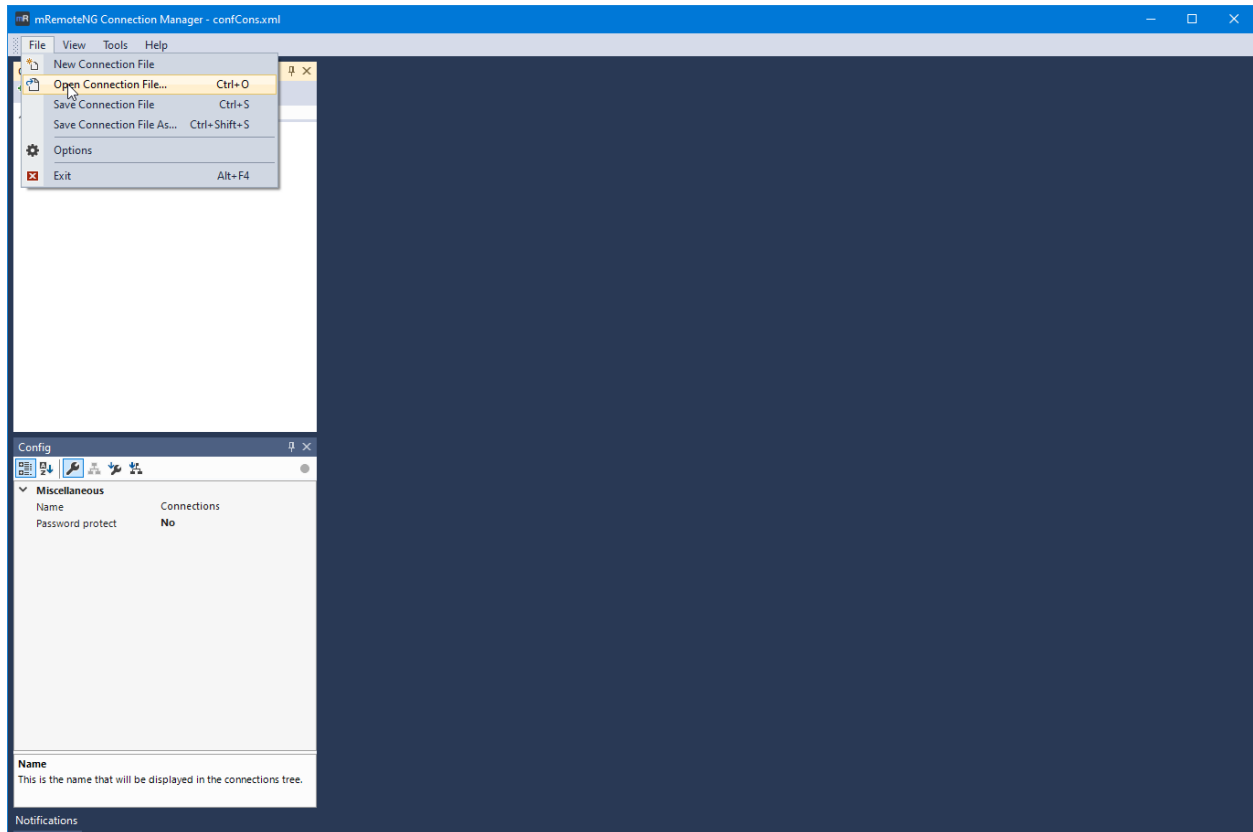 mR mRemoteNG Connection Manager - confCons.xml
File View Tools Help
New Connection File
Open Connection File... Ctrl+O
Save Connection File Ctrl+S
Save Connection File As... Ctrl+Shift+S
Options
Exit Alt+F4
Config
Miscellaneous
Name Connections
Password protect No
Name
This is the name that will be displayed in the connections tree.
Notifications